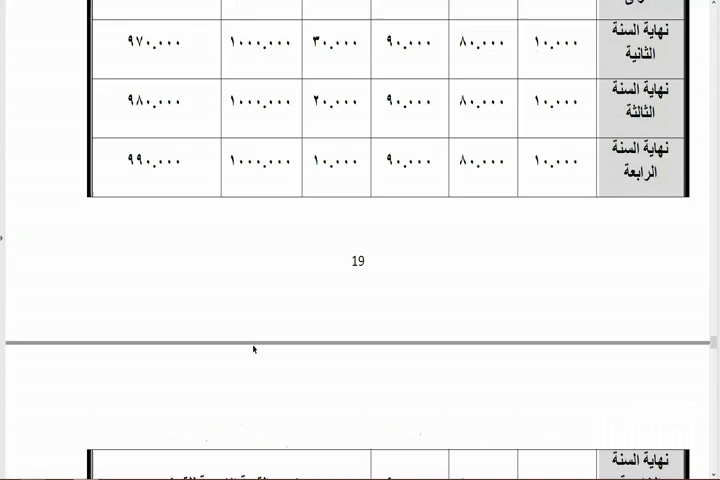 نهاية السنة
الثانية
١٠.٠٠٠ ٨٠.٠٠٠ ٩٠.٠٠٠ ٣٠.٠٠٠ ١٠٠٠.٠٠٠ ٩٧٠.٠٠٠
نهاية السنة
الثالثة
١٠.٠٠٠ ٨٠.٠٠٠ ٩٠.٠٠٠ ٢٠.٠٠٠ ١٠٠٠.٠٠٠ ٩٨٠.٠٠٠
نهاية السنة
الرابعة
١٠.٠٠٠ ٨٠.٠٠٠ ٩٠.٠٠٠ ١٠.٠٠٠ ١٠٠٠.٠٠٠ ٩٩٠.٠٠٠
19
نهاية السنة